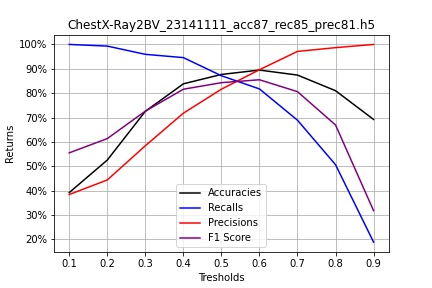 ChestX-Ray2BV_23141111_acc87_rec85_prec81.h5
100%
90%
80%
70%
60%
50%
40%
30%
20%
Returns
Accuracies
Recalls
Precisions
F1 Score
0.1 0.2 0.3 0.4 0.5 0.6 0.7 0.8 0.9
Tresholds